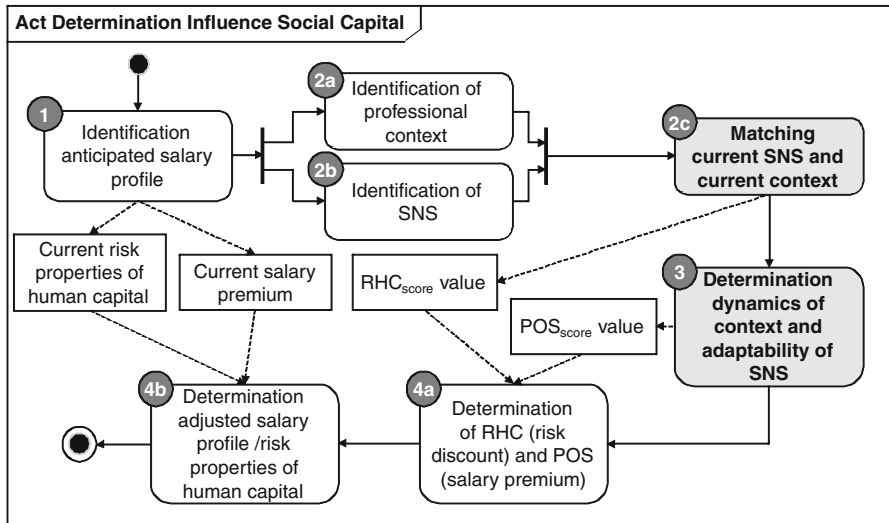 Act Determination Influence Social Capital
1
Identification
anticipated salary
profile
2a
Identification of
professional
context
2b
Identification of
SNS
2c
Matching
current SNS and
current context
Current risk
properties of
human capital
Current salary
premium
RHCscore value
POSscore value
3
Determination
dynamics of
context and
adaptability of
SNS
4b
Determination
adjusted salary
profile /risk
properties of
human capital
4a
Determination
of RHC (risk
discount) and POS
(salary premium)